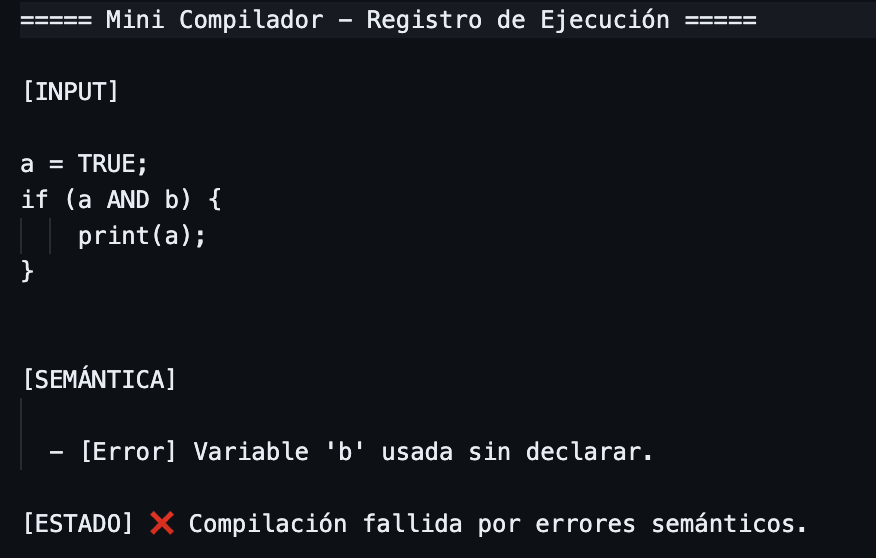 ===== Mini Compilador - Registro de Ejecución =====
[INPUT]
a = TRUE;
if (a AND b) {
    print(a);
}
[SEMÁNTICA]
  - [Error] Variable 'b' usada sin declarar.
[ESTADO] ❌ Compilación fallida por errores semánticos.